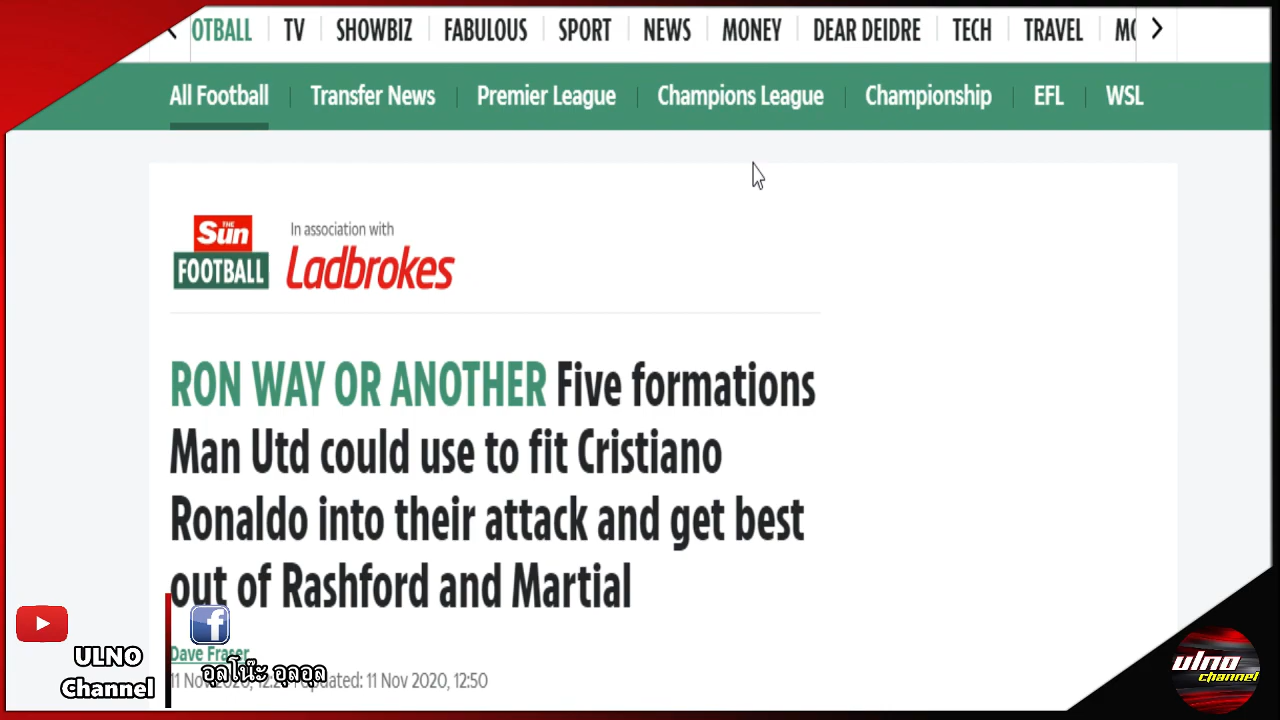 TV SHOWBIZ FABULOUS SPORT NEWS MONEY DEAR DEIDRE TECH TRAVEL
All Football Transfer News Premier League Champions League Championship EFL WSL
THE
Sun
FOOTBALL
In association with
Ladbrokes
RON WAY OR ANOTHER Five formations
Man Utd could use to fit Cristiano
Ronaldo into their attack and get best
out of Rashford and Martial
Dave Fraser
11 Nov 2020, Updated: 11 Nov 2020, 12:50
ULNO
Channel
อุลโน๊ะ อุลอุล
ulno
channel